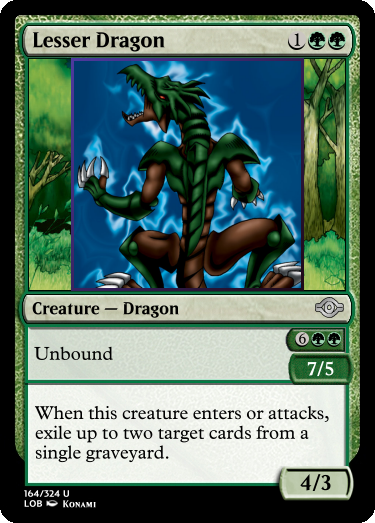 Lesser Dragon 1
Creature — Dragon
Unbound
6
7/5
When this creature enters or attacks,
exile up to two target cards from a
single graveyard.
4/3
164/324 U
LOB Konami